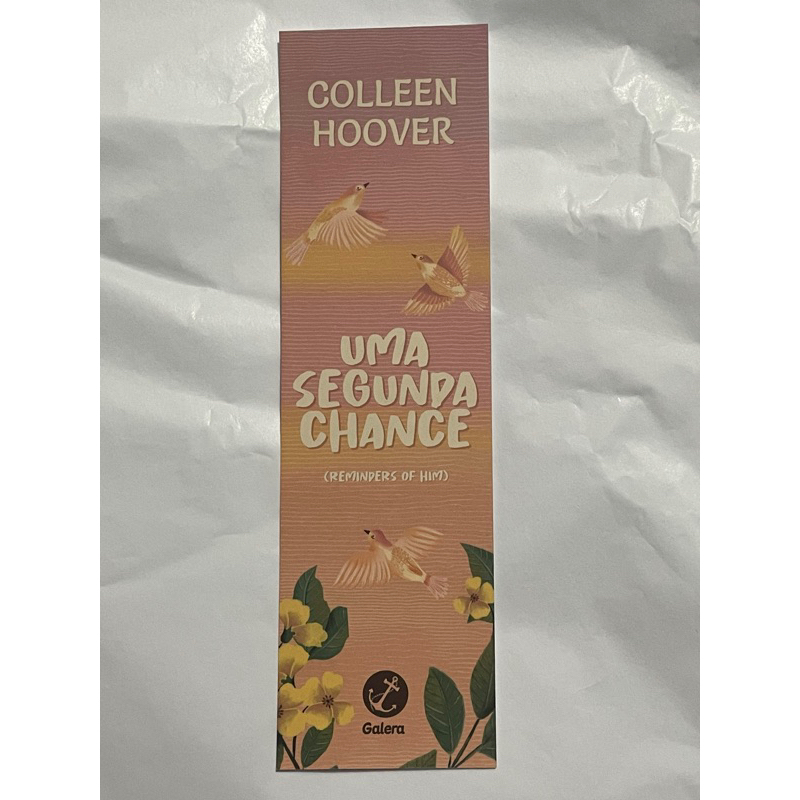 COLLEEN
HOOVER
UMA
SEGUNDA
CHANCE
(REMINDERS OF HIM)
Galera